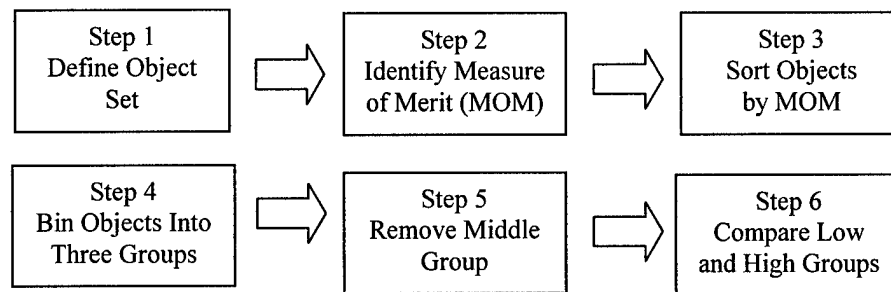 Step 1
Define Object
Set
Step 2
Identify Measure
of Merit (MOM)
Step 3
Sort Objects
by MOM
Step 4
Bin Objects Into
Three Groups
Step 5
Remove Middle
Group
Step 6
Compare Low
and High Groups